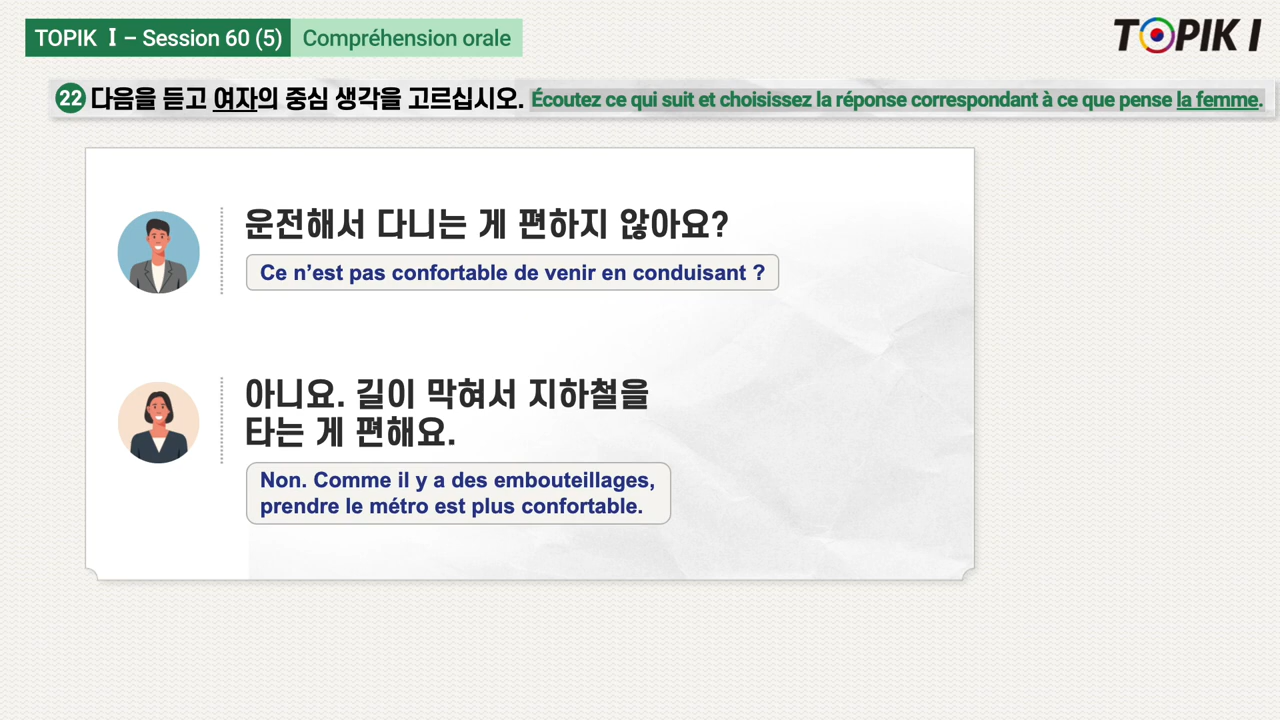 TOPIK I – Session 60 (5) Compréhension orale
TOPIK I
22 다음을 듣고 여자의 중심 생각을 고르십시오. Écoutez ce qui suit et choisissez la réponse correspondant à ce que pense la femme.
운전해서 다니는 게 편하지 않아요?
Ce n’est pas confortable de venir en conduisant ?
아니요. 길이 막혀서 지하철을
타는 게 편해요.
Non. Comme il y a des embouteillages,
prendre le métro est plus confortable.